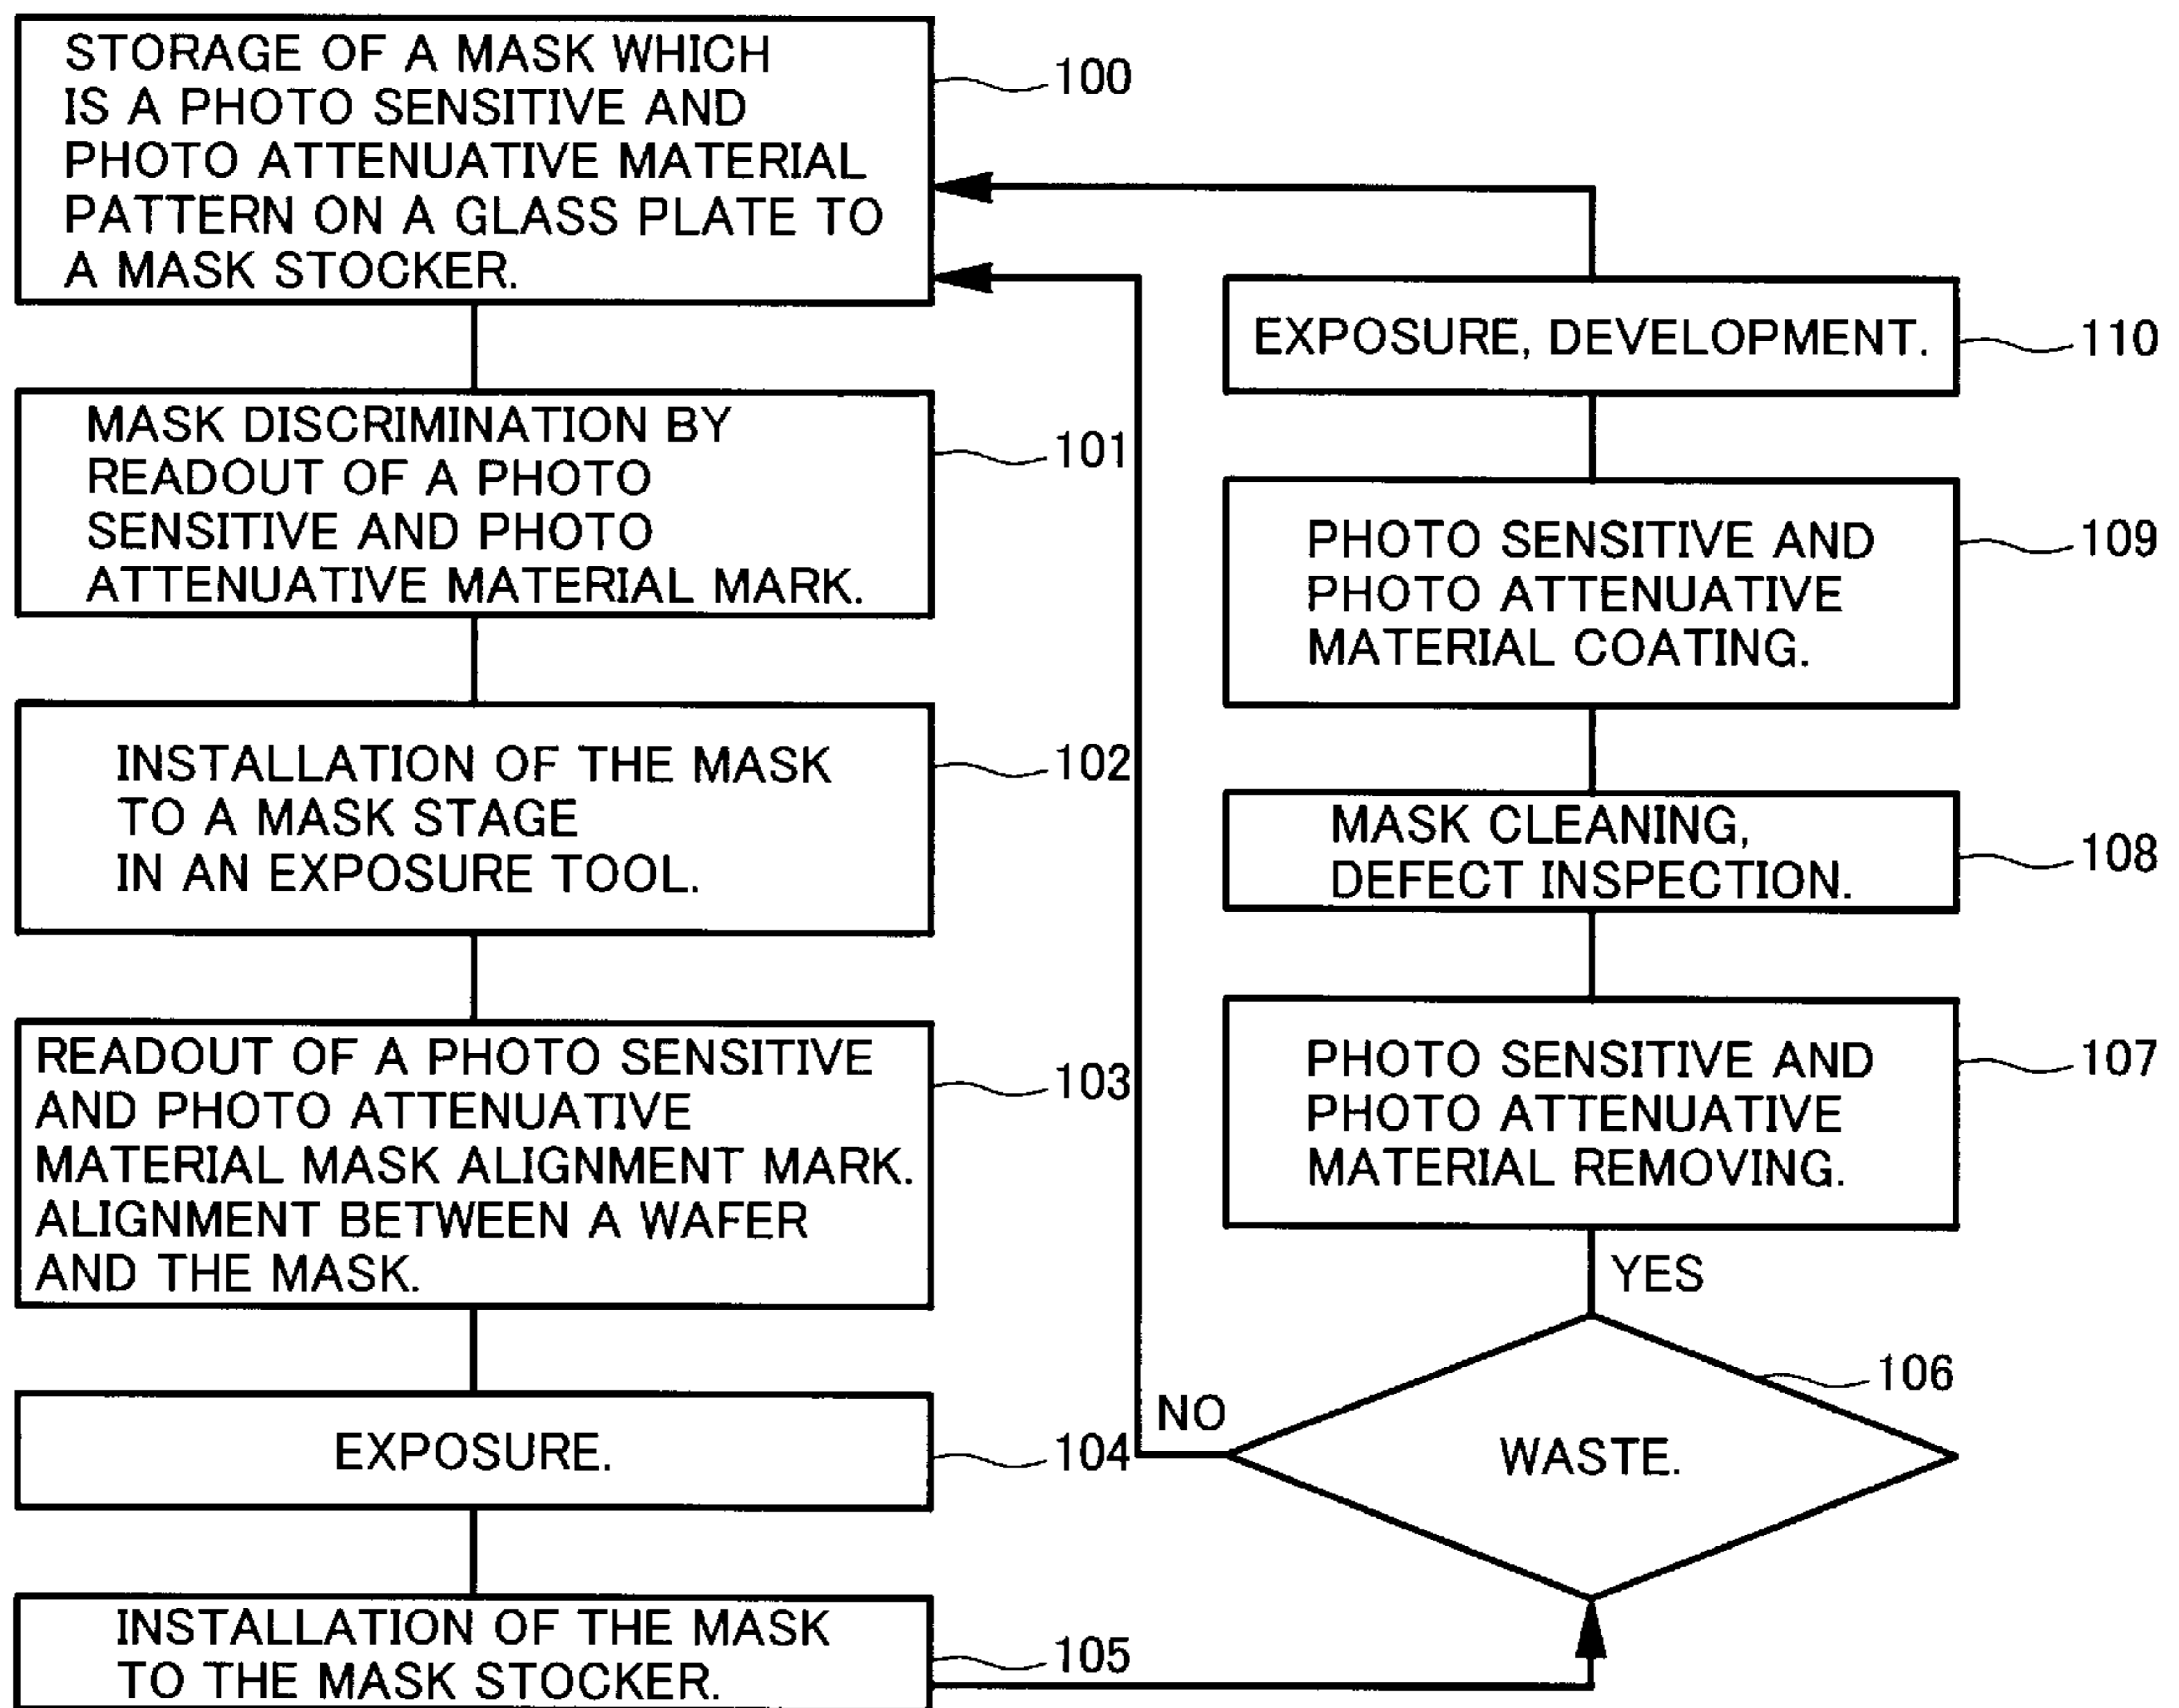 STORAGE OF A MASK WHICH
IS A PHOTO SENSITIVE AND
PHOTO ATTENUATIVE MATERIAL
PATTERN ON A GLASS PLATE TO
A MASK STOCKER.
100
MASK DISCRIMINATION BY
READOUT OF A PHOTO
SENSITIVE AND PHOTO
ATTENUATIVE MATERIAL MARK.
101
INSTALLATION OF THE MASK
TO A MASK STAGE
IN AN EXPOSURE TOOL.
102
READOUT OF A PHOTO SENSITIVE
AND PHOTO ATTENUATIVE
MATERIAL MASK ALIGNMENT MARK.
ALIGNMENT BETWEEN A WAFER
AND THE MASK.
103
EXPOSURE.
104
INSTALLATION OF THE MASK
TO THE MASK STOCKER.
105
EXPOSURE, DEVELOPMENT.
110
PHOTO SENSITIVE AND
PHOTO ATTENUATIVE
MATERIAL COATING.
109
MASK CLEANING,
DEFECT INSPECTION.
108
PHOTO SENSITIVE AND
PHOTO ATTENUATIVE
MATERIAL REMOVING.
107
YES
106
NO
WASTE.